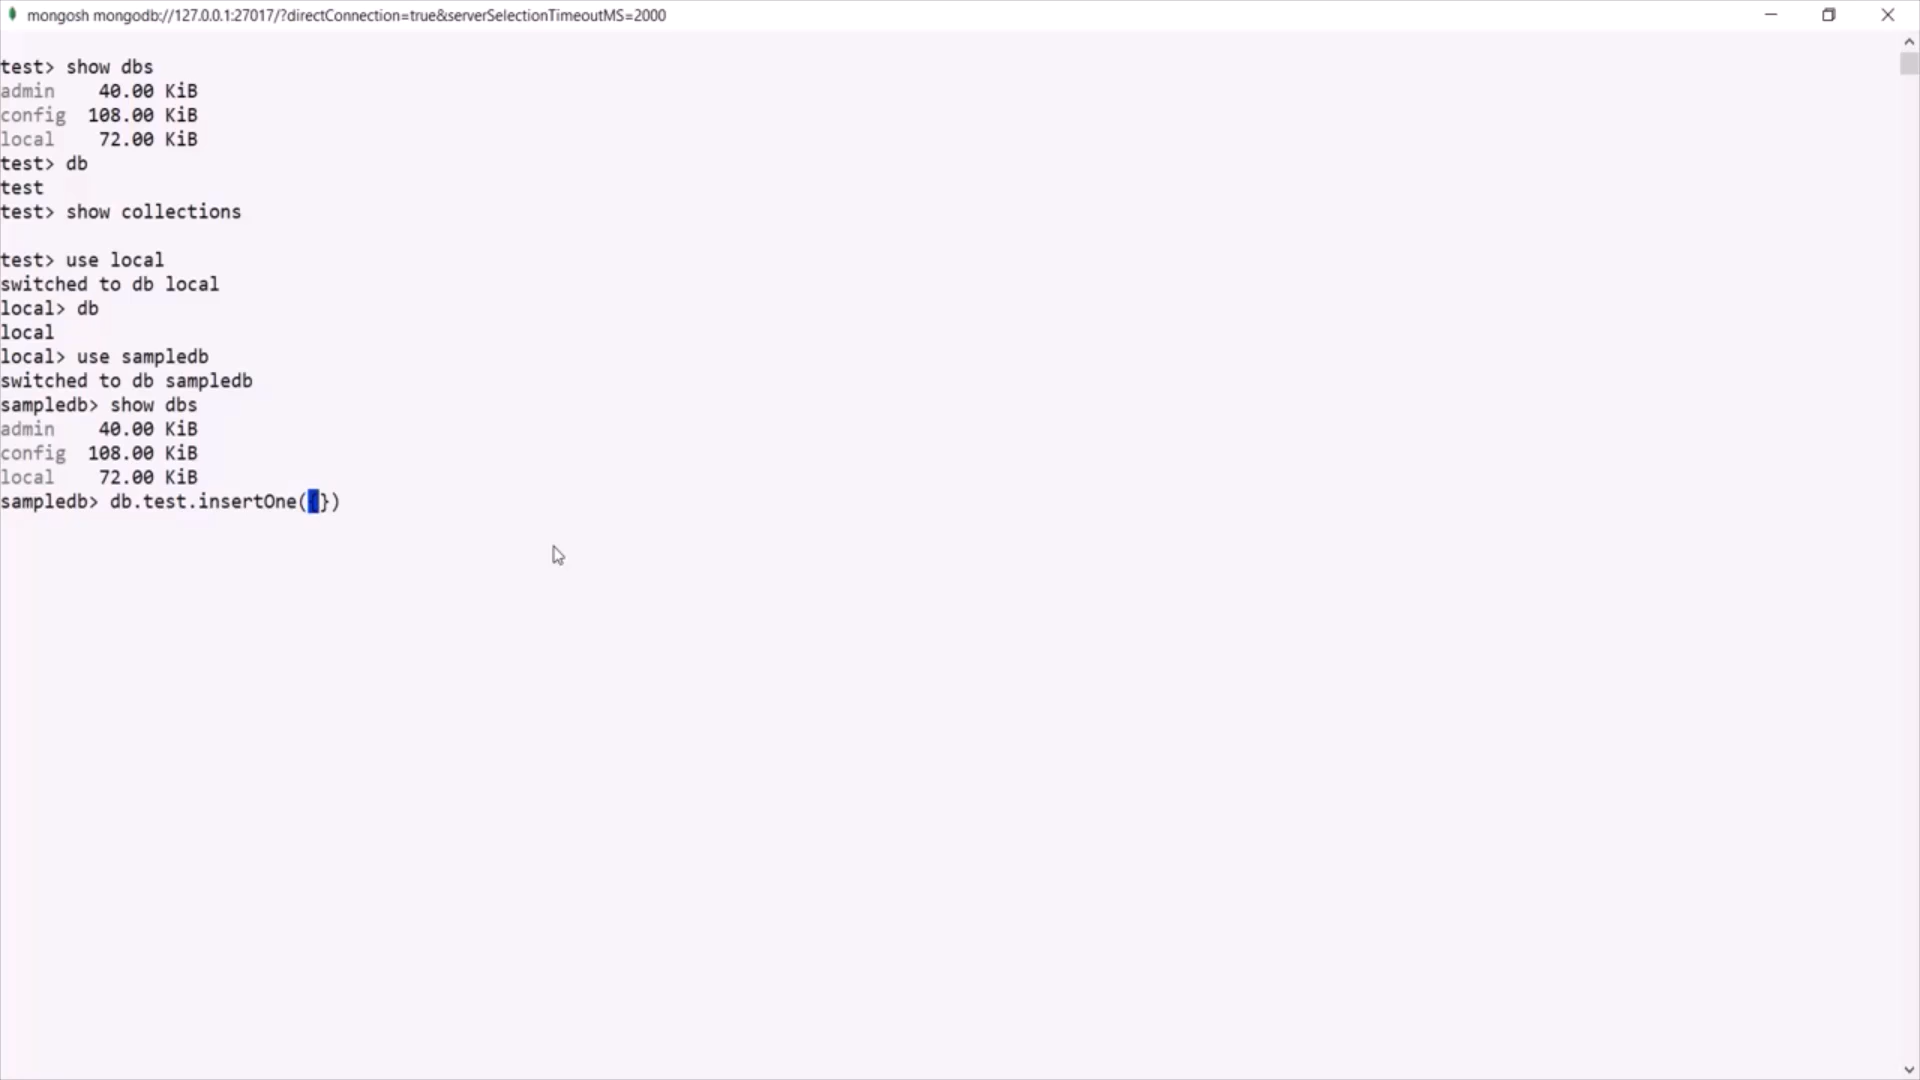 mongosh mongodb://127.0.0.1:27017/?directConnection=true&serverSelectionTimeoutMS=2000
test> show dbs
admin    40.00 KiB
config  108.00 KiB
local    72.00 KiB
test> db
test
test> show collections
test> use local
switched to db local
local> db
local
local> use sampledb
switched to db sampledb
sampledb> show dbs
admin    40.00 KiB
config  108.00 KiB
local    72.00 KiB
sampledb> db.test.insertOne({})